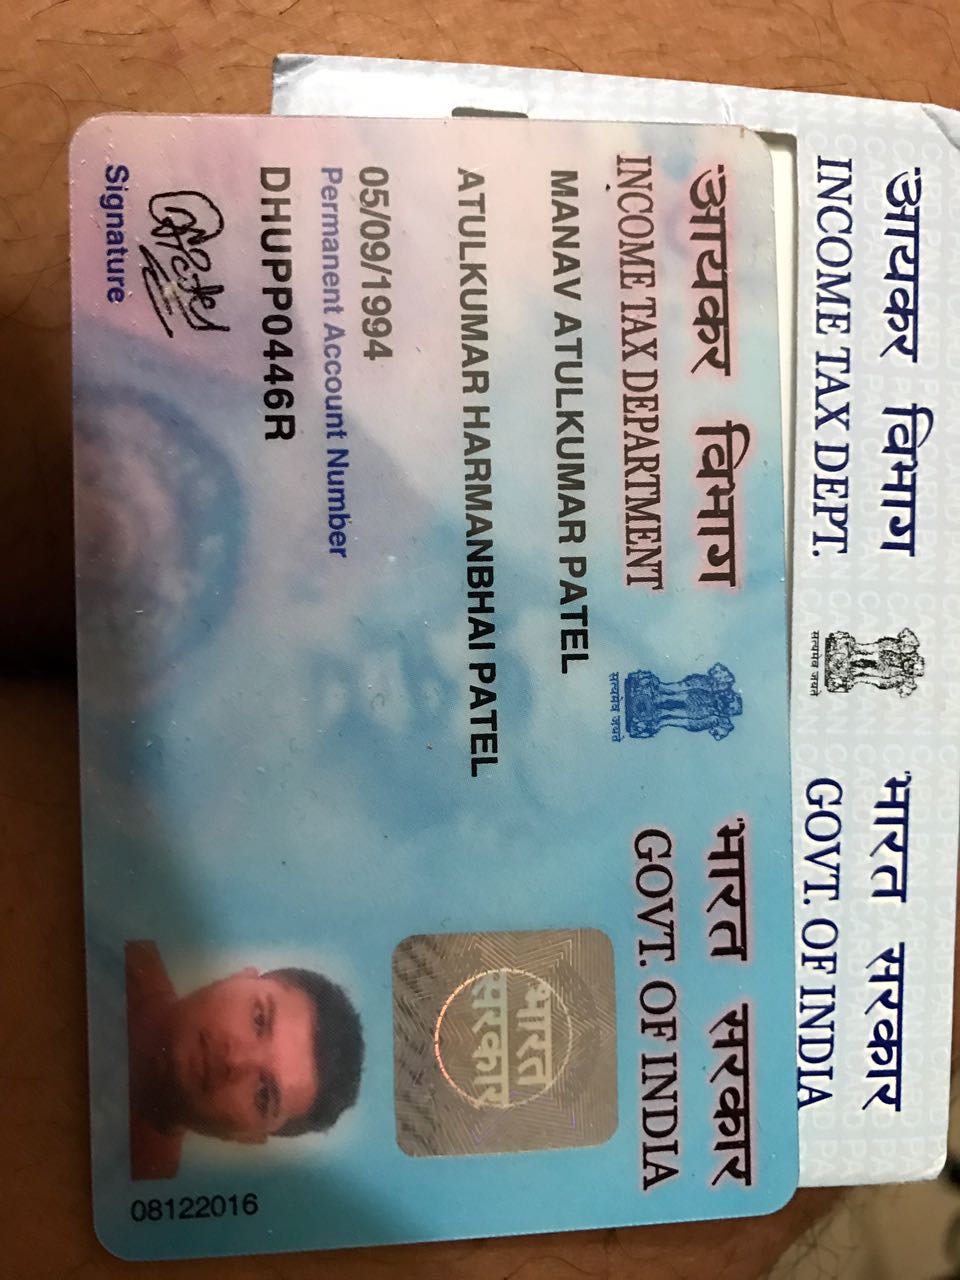 आयकर विभाग
INCOME TAX DEPT.
सत्यमेव जयते
भारत सरकार
GOVT. OF INDIA
आयकर विभाग
INCOME TAX DEPARTMENT
सत्यमेव जयते
भारत सरकार
GOVT. OF INDIA
MANAV ATULKUMAR PATEL
ATULKUMAR HARMANBHAI PATEL
05/09/1994
Permanent Account Number
DHUPP0446R
Signature
भारत
सरकार
08122016